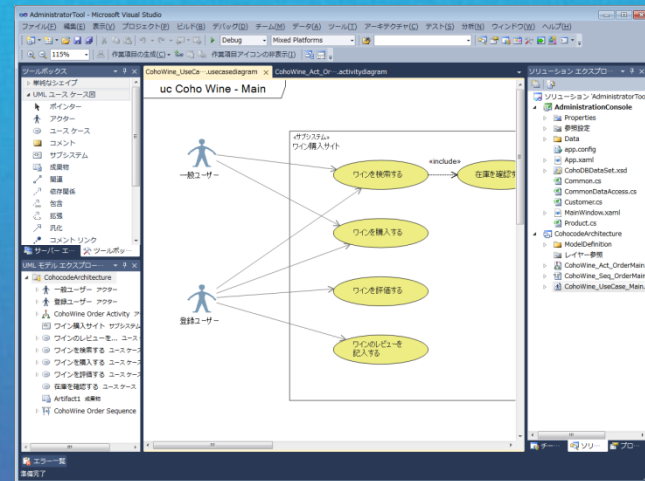 AdministratorTool - Microsoft Visual Studio
ファイル(F) 編集(E) 表示(V) プロジェクト(P) ビルド(B) デバッグ(D) チーム(M) データ(A) ツール(T) アーキテクチャ(C) テスト(S) 分析(N) ウィンドウ(W) ヘルプ(H)
Debug Mixed Platforms
115% 作業項目の生成(C) 作業項目アイコンの非表示(I)
ツールボックス
単純なシェイプ
UML ユース ケース図
ポインター
アクター
ユース ケース
コメント
サブシステム
成果物
関連
依存関係
包含
拡張
汎化
コメント リンク
サーバー エ… ツールボッ…
UML モデル エクスプロー…
CohocodeArchitecture
一般ユーザー アクター
登録ユーザー アクター
CohoWine Order Activity
ワイン購入サイト サブシステム
ワインのレビューを… ユース
ワインを検索する ユース ケース
ワインを購入する ユース ケース
ワインを評価する ユース ケース
在庫を確認する ユース ケース
Artifact1 成果物
CohoWine Order Sequence
CohoWine_UseCa….usecasediagram CohoWine_Act_Or….activitydiagram
uc Coho Wine - Main
«サブシステム»
ワイン購入サイト
一般ユーザー
登録ユーザー
ワインを検索する
«include»
在庫を確認す
ワインを購入する
ワインを評価する
ワインのレビューを
記入する
ソリューション エクスプロ…
ソリューション 'AdministratorToo
AdministrationConsole
Properties
参照設定
Data
app.config
App.xaml
CohoDBDataSet.xsd
Common.cs
CommonDataAccess.cs
Customer.cs
MainWindow.xaml
Product.cs
CohocodeArchitecture
ModelDefinition
レイヤー参照
CohoWine_Act_OrderMain
CohoWine_Seq_OrderMain
CohoWine_UseCase_Main.
チー… ソリ… プロ…
エラー一覧
準備完了